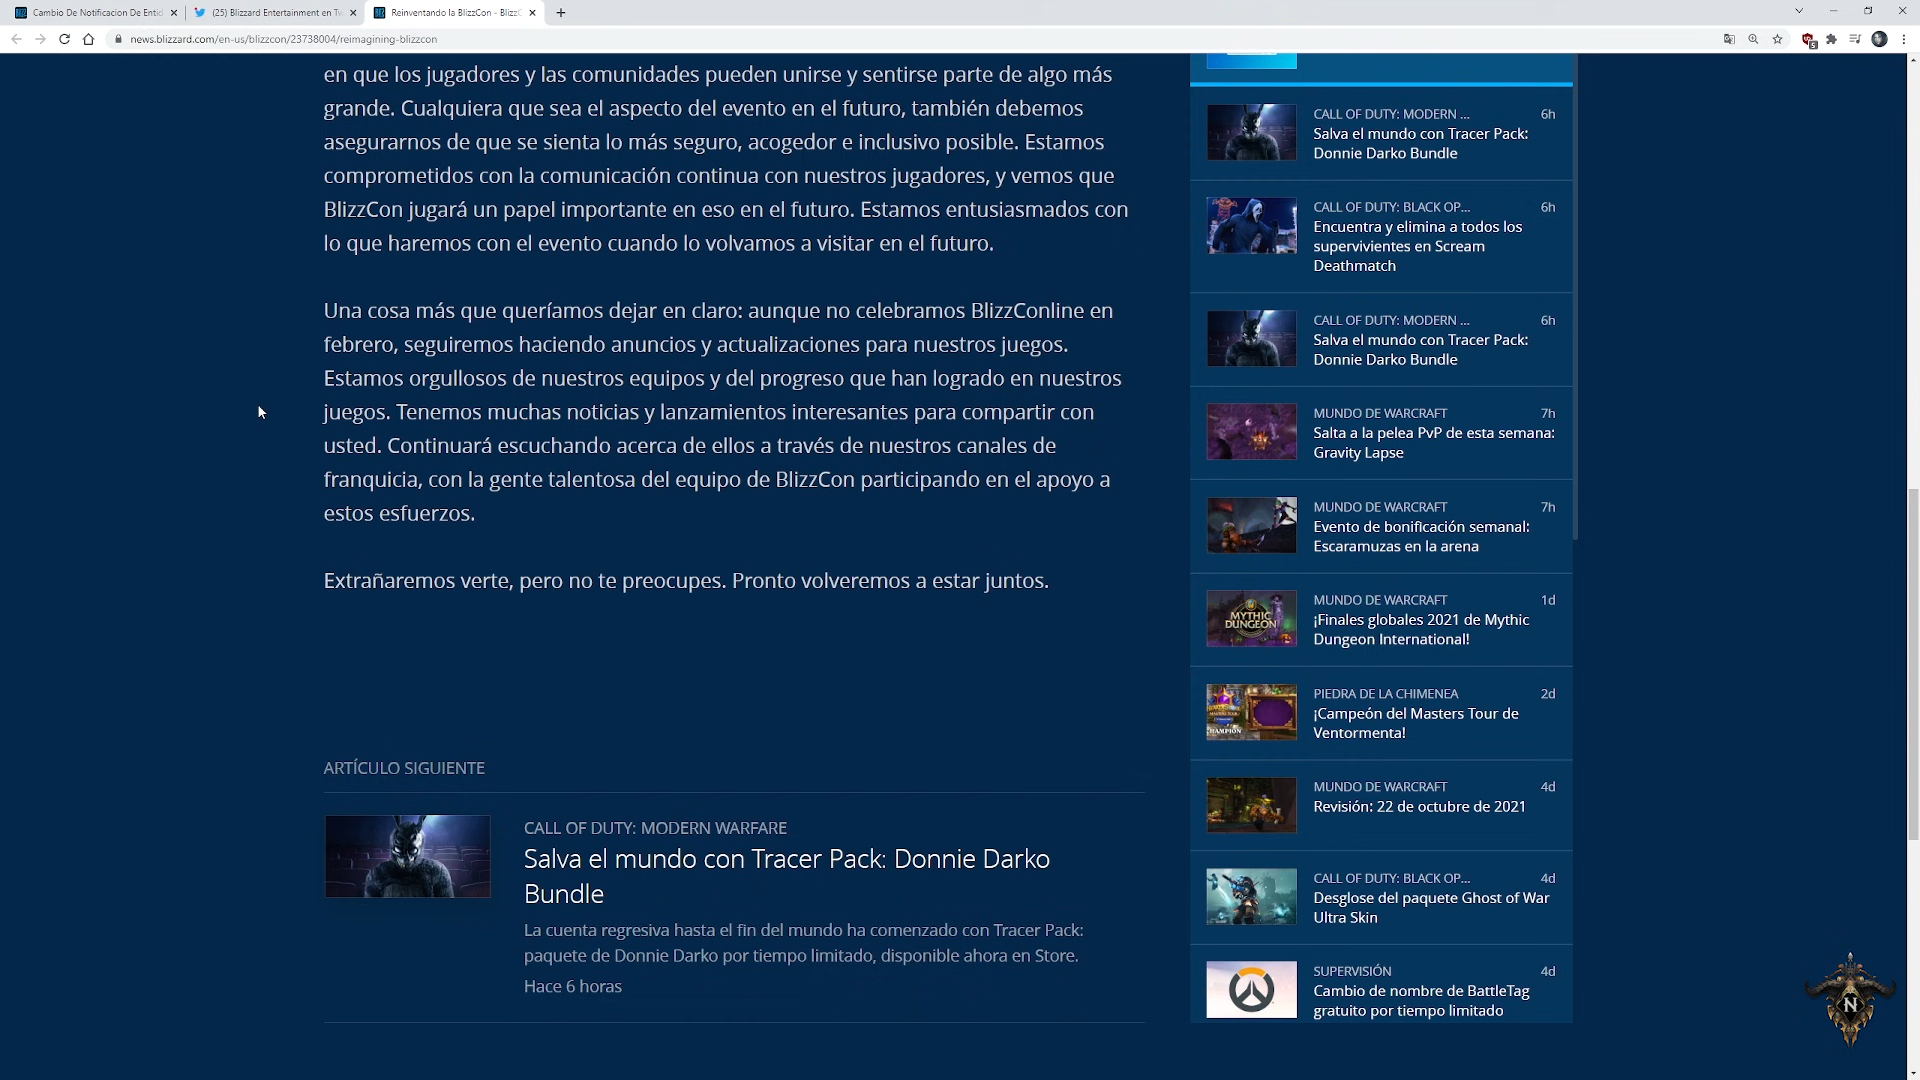 Cambio De Notificacion De Entid
(25) Blizzard Entertainment en Tw
Reinventando la BlizzCon - BlizzC
news.blizzard.com/en-us/blizzcon/23738004/reimagining-blizzcon
5
en que los jugadores y las comunidades pueden unirse y sentirse parte de algo más
grande. Cualquiera que sea el aspecto del evento en el futuro, también debemos
asegurarnos de que se sienta lo más seguro, acogedor e inclusivo posible. Estamos
comprometidos con la comunicación continua con nuestros jugadores, y vemos que
BlizzCon jugará un papel importante en eso en el futuro. Estamos entusiasmados con
lo que haremos con el evento cuando lo volvamos a visitar en el futuro.
Una cosa más que queríamos dejar en claro: aunque no celebramos BlizzConline en
febrero, seguiremos haciendo anuncios y actualizaciones para nuestros juegos.
Estamos orgullosos de nuestros equipos y del progreso que han logrado en nuestros
juegos. Tenemos muchas noticias y lanzamientos interesantes para compartir con
usted. Continuará escuchando acerca de ellos a través de nuestros canales de
franquicia, con la gente talentosa del equipo de BlizzCon participando en el apoyo a
estos esfuerzos.
Extrañaremos verte, pero no te preocupes. Pronto volveremos a estar juntos.
ARTÍCULO SIGUIENTE
CALL OF DUTY: MODERN WARFARE
Salva el mundo con Tracer Pack: Donnie Darko
Bundle
La cuenta regresiva hasta el fin del mundo ha comenzado con Tracer Pack:
paquete de Donnie Darko por tiempo limitado, disponible ahora en Store.
Hace 6 horas
CALL OF DUTY: MODERN ... 6h
Salva el mundo con Tracer Pack:
Donnie Darko Bundle
CALL OF DUTY: BLACK OP... 6h
Encuentra y elimina a todos los
supervivientes en Scream
Deathmatch
CALL OF DUTY: MODERN ... 6h
Salva el mundo con Tracer Pack:
Donnie Darko Bundle
MUNDO DE WARCRAFT 7h
Salta a la pelea PvP de esta semana:
Gravity Lapse
MUNDO DE WARCRAFT 7h
Evento de bonificación semanal:
Escaramuzas en la arena
MYTHIC
DUNGEON
MUNDO DE WARCRAFT 1d
¡Finales globales 2021 de Mythic
Dungeon International!
CHAMPION
PIEDRA DE LA CHIMENEA 2d
¡Campeón del Masters Tour de
Ventormenta!
MUNDO DE WARCRAFT 4d
Revisión: 22 de octubre de 2021
CALL OF DUTY: BLACK OP... 4d
Desglose del paquete Ghost of War
Ultra Skin
SUPERVISIÓN 4d
Cambio de nombre de BattleTag
gratuito por tiempo limitado
N